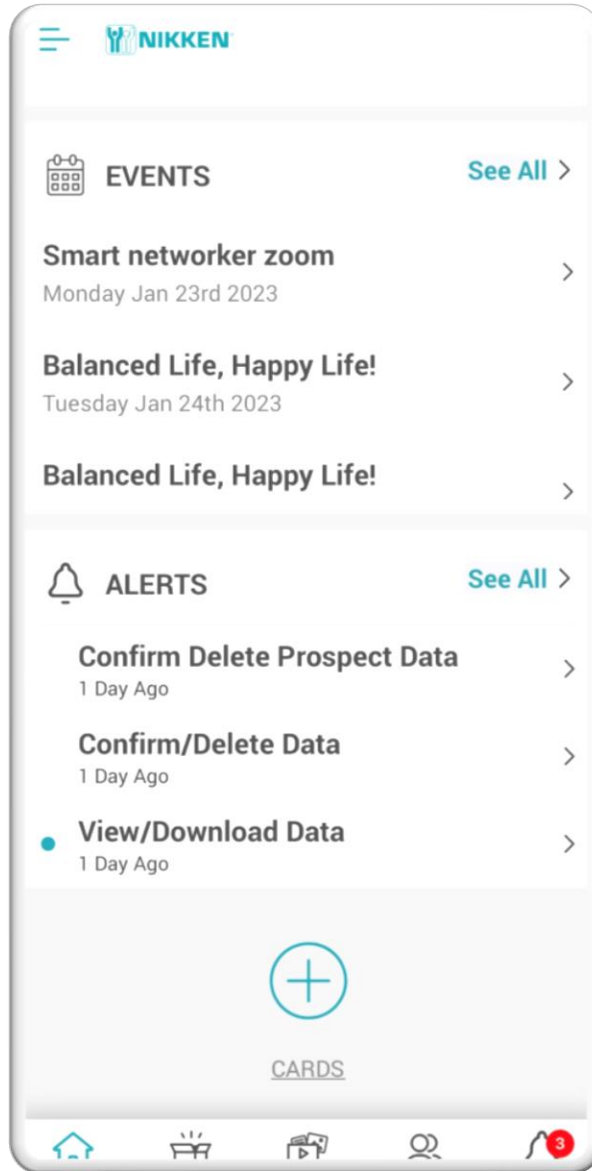 NIKKEN
EVENTS
See All >
Smart networker zoom
Monday Jan 23rd 2023
Balanced Life, Happy Life!
Tuesday Jan 24th 2023
Balanced Life, Happy Life!
ALERTS
See All >
Confirm Delete Prospect Data
1 Day Ago
Confirm/Delete Data
1 Day Ago
View/Download Data
1 Day Ago
CARDS
3